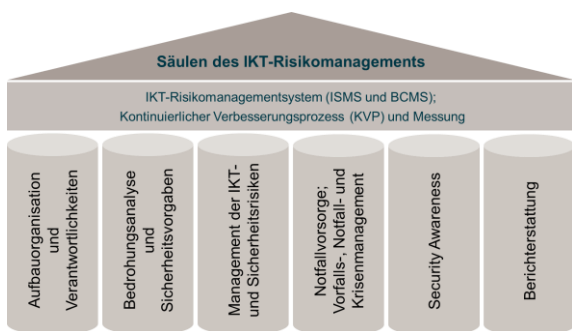 Säulen des IKT-Risikomanagements
IKT-Risikomanagementsystem (ISMS und BCMS);
Kontinuierlicher Verbesserungsprozess (KVP) und Messung
Aufbauorganisation
und
Verantwortlichkeiten
Bedrohungsanalyse
und
Sicherheitsvorgaben
Management der IKT-
und Sicherheitsrisiken
Notfallvorsorge;
Vorfalls-, Notfall- und
Krisenmanagement
Security Awareness
Berichterstattung